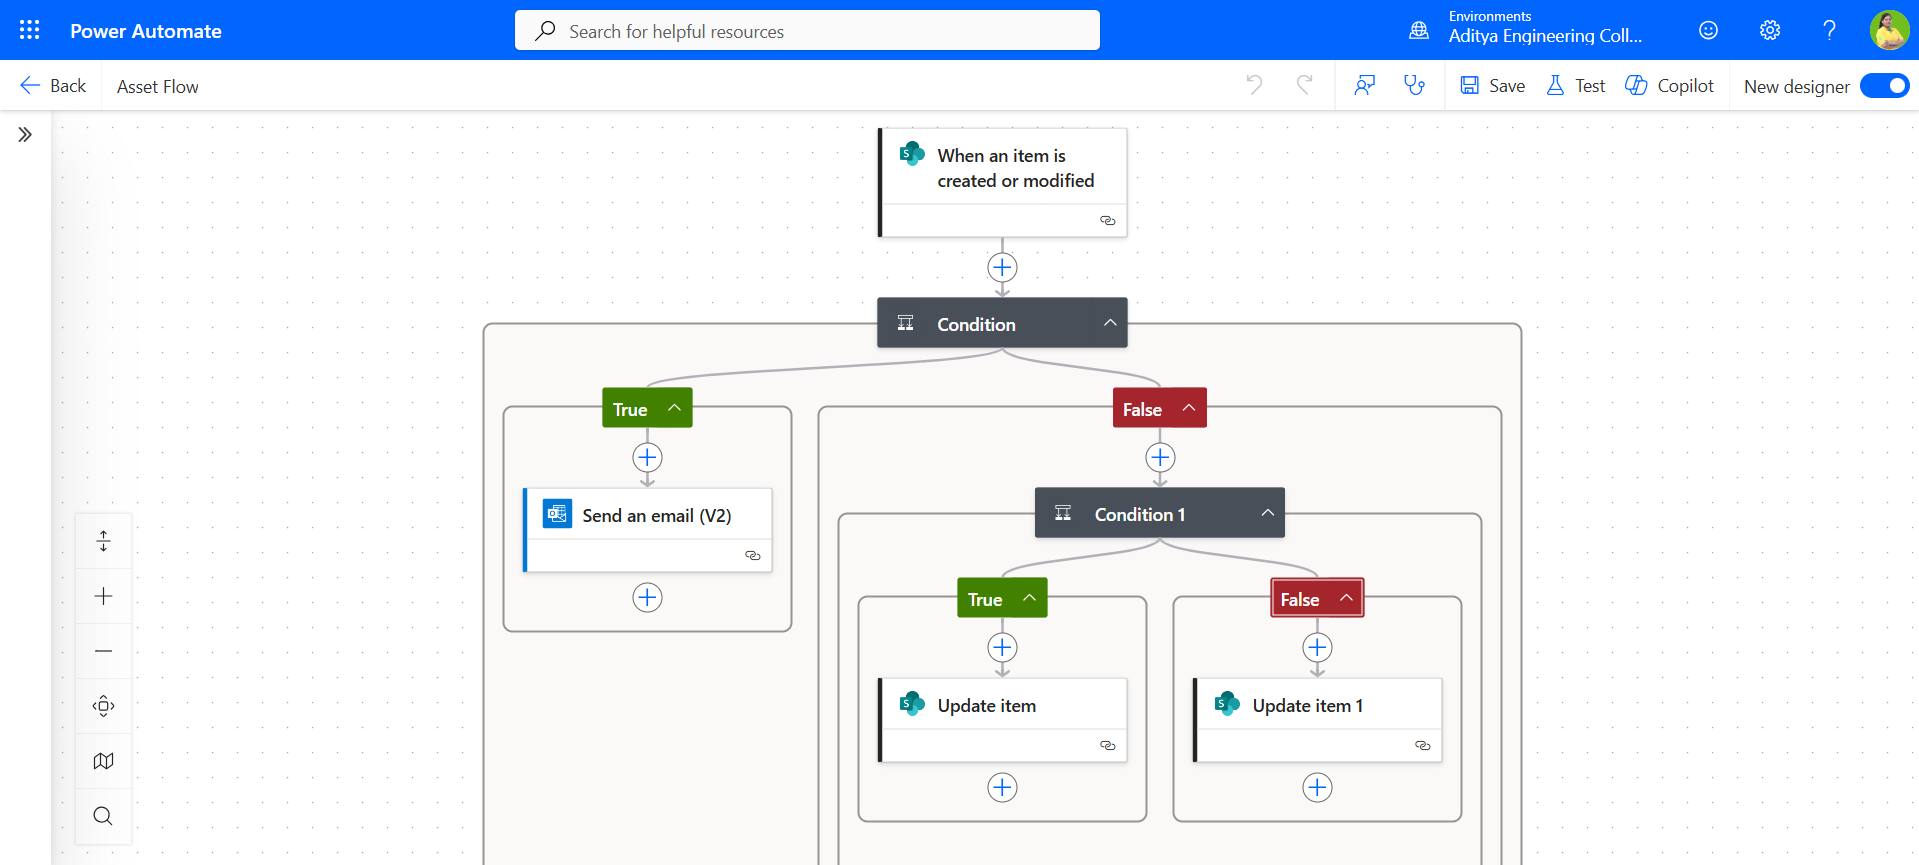 Power Automate
Search for helpful resources
Environments
Aditya Engineering Coll...
Back
Asset Flow
Save
Test
Copilot
New designer
When an item is
created or modified
Condition
True
False
Send an email (V2)
Condition 1
True
False
Update item
Update item 1